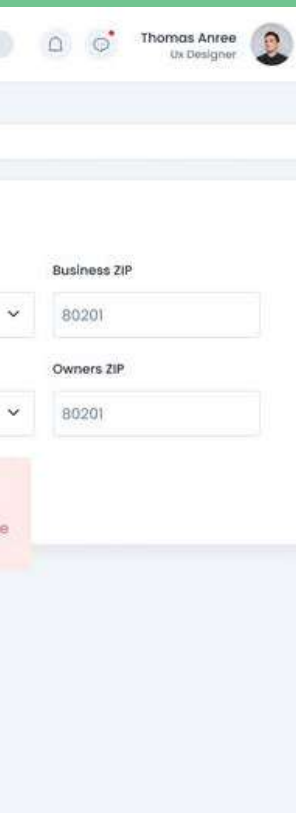 Thomas Anree
Ux Designer
Business ZIP
80201
Owners ZIP
80201
e